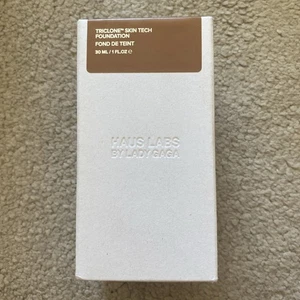 TRICLONE™ SKIN TECH
FOUNDATION
FOND DE TEINT
30 ML / 1 FL.OZ ℮
HAUS LABS
BY LADY GAGA